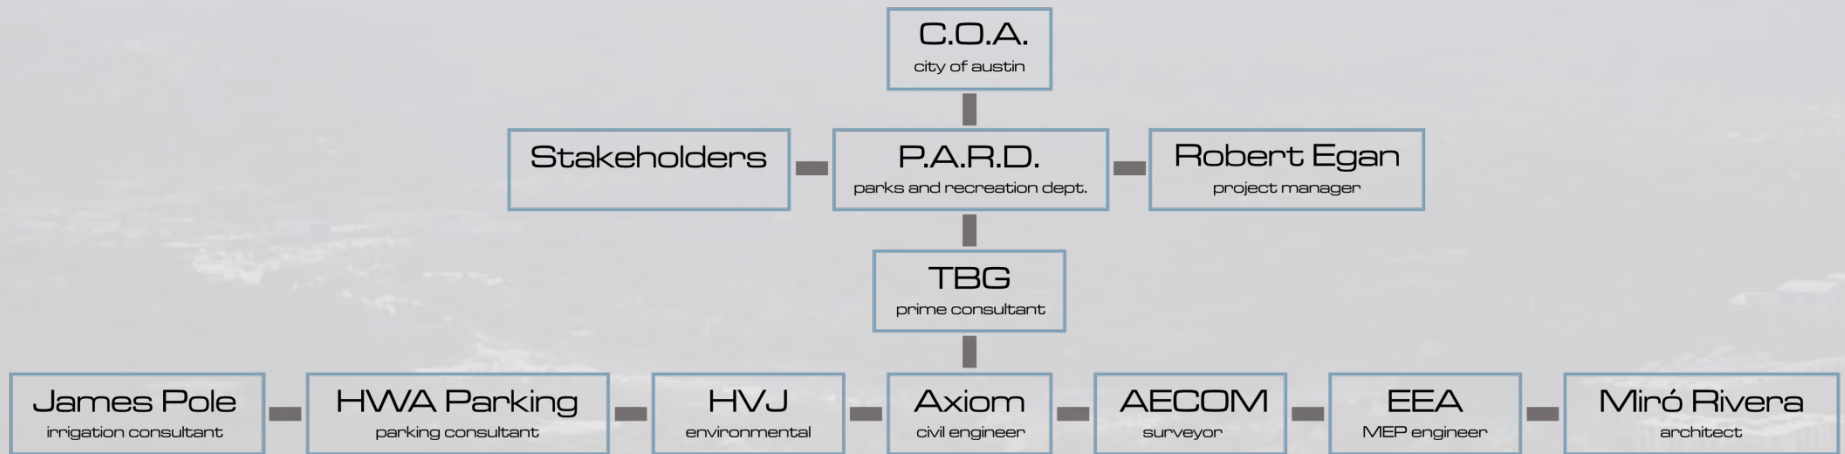 C.O.A.
city of austin
Stakeholders
P.A.R.D.
parks and recreation dept.
Robert Egan
project manager
TBG
prime consultant
James Pole
irrigation consultant
HWA Parking
parking consultant
HVJ
environmental
Axiom
civil engineer
AECOM
surveyor
EEA
MEP engineer
Miró Rivera
architect